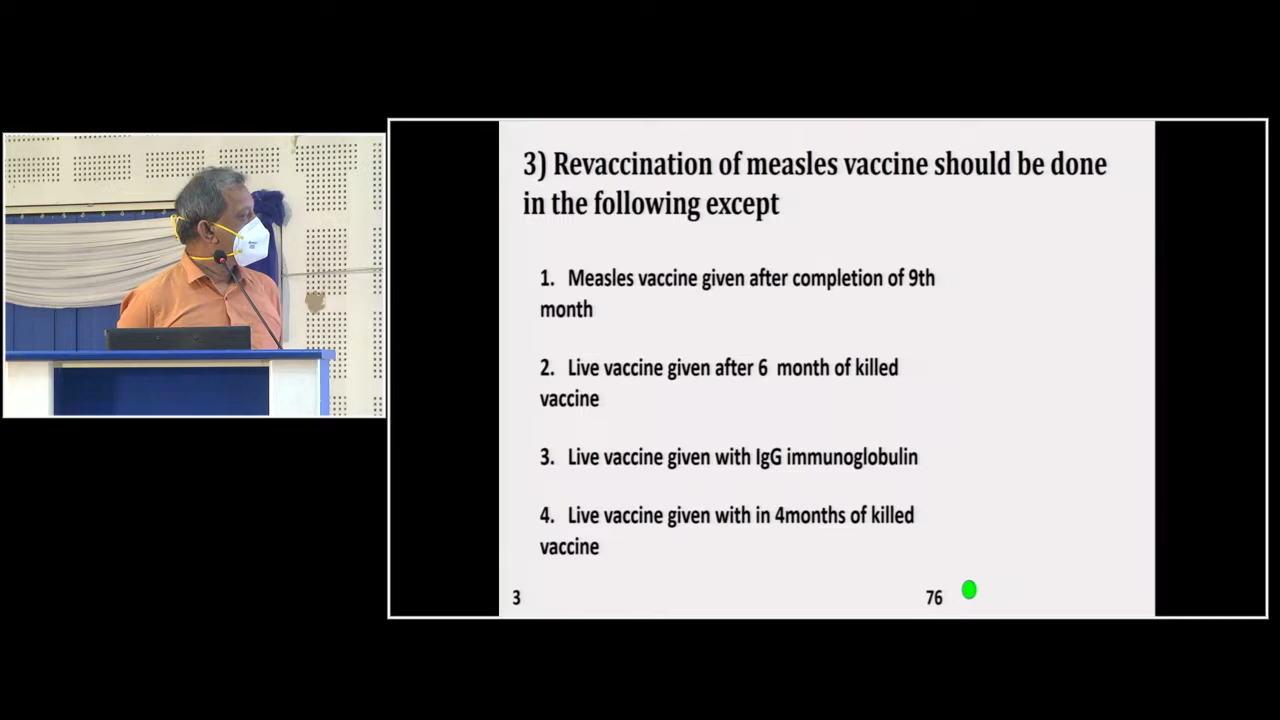 3) Revaccination of measles vaccine should be done
in the following except
1. Measles vaccine given after completion of 9th
month
2. Live vaccine given after 6 month of killed
vaccine
3. Live vaccine given with IgG immunoglobulin
4. Live vaccine given with in 4months of killed
vaccine
3
76